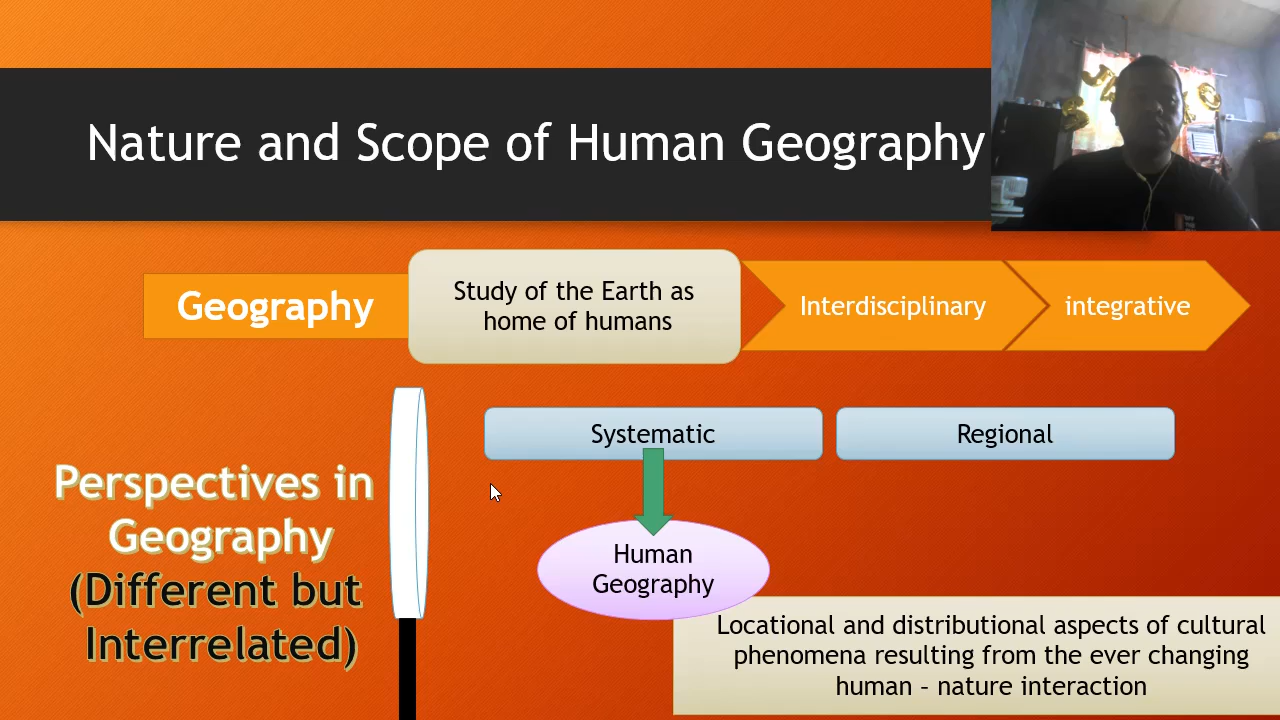 Nature and Scope of Human Geography
Geography
Study of the Earth as
home of humans
Interdisciplinary
integrative
Systematic
Regional
Perspectives in
Geography
(Different but
Interrelated)
Human
Geography
Locational and distributional aspects of cultural
phenomena resulting from the ever changing
human – nature interaction